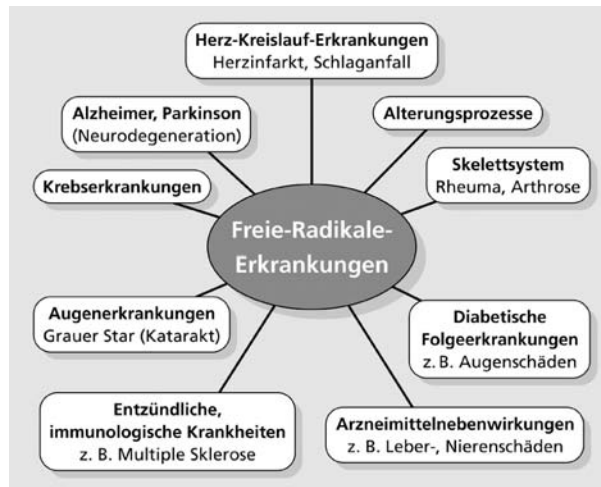 Herz-Kreislauf-Erkrankungen
Herzinfarkt, Schlaganfall
Alzheimer, Parkinson
(Neurodegeneration)
Alterungsprozesse
Skelettsystem
Rheuma, Arthrose
Krebserkrankungen
Freie-Radikale-
Erkrankungen
Augenerkrankungen
Grauer Star (Katarakt)
Diabetische
Folgeerkrankungen
z. B. Augenschäden
Entzündliche,
immunologische Krankheiten
z. B. Multiple Sklerose
Arzneimittelnebenwirkungen
z. B. Leber-, Nierenschäden